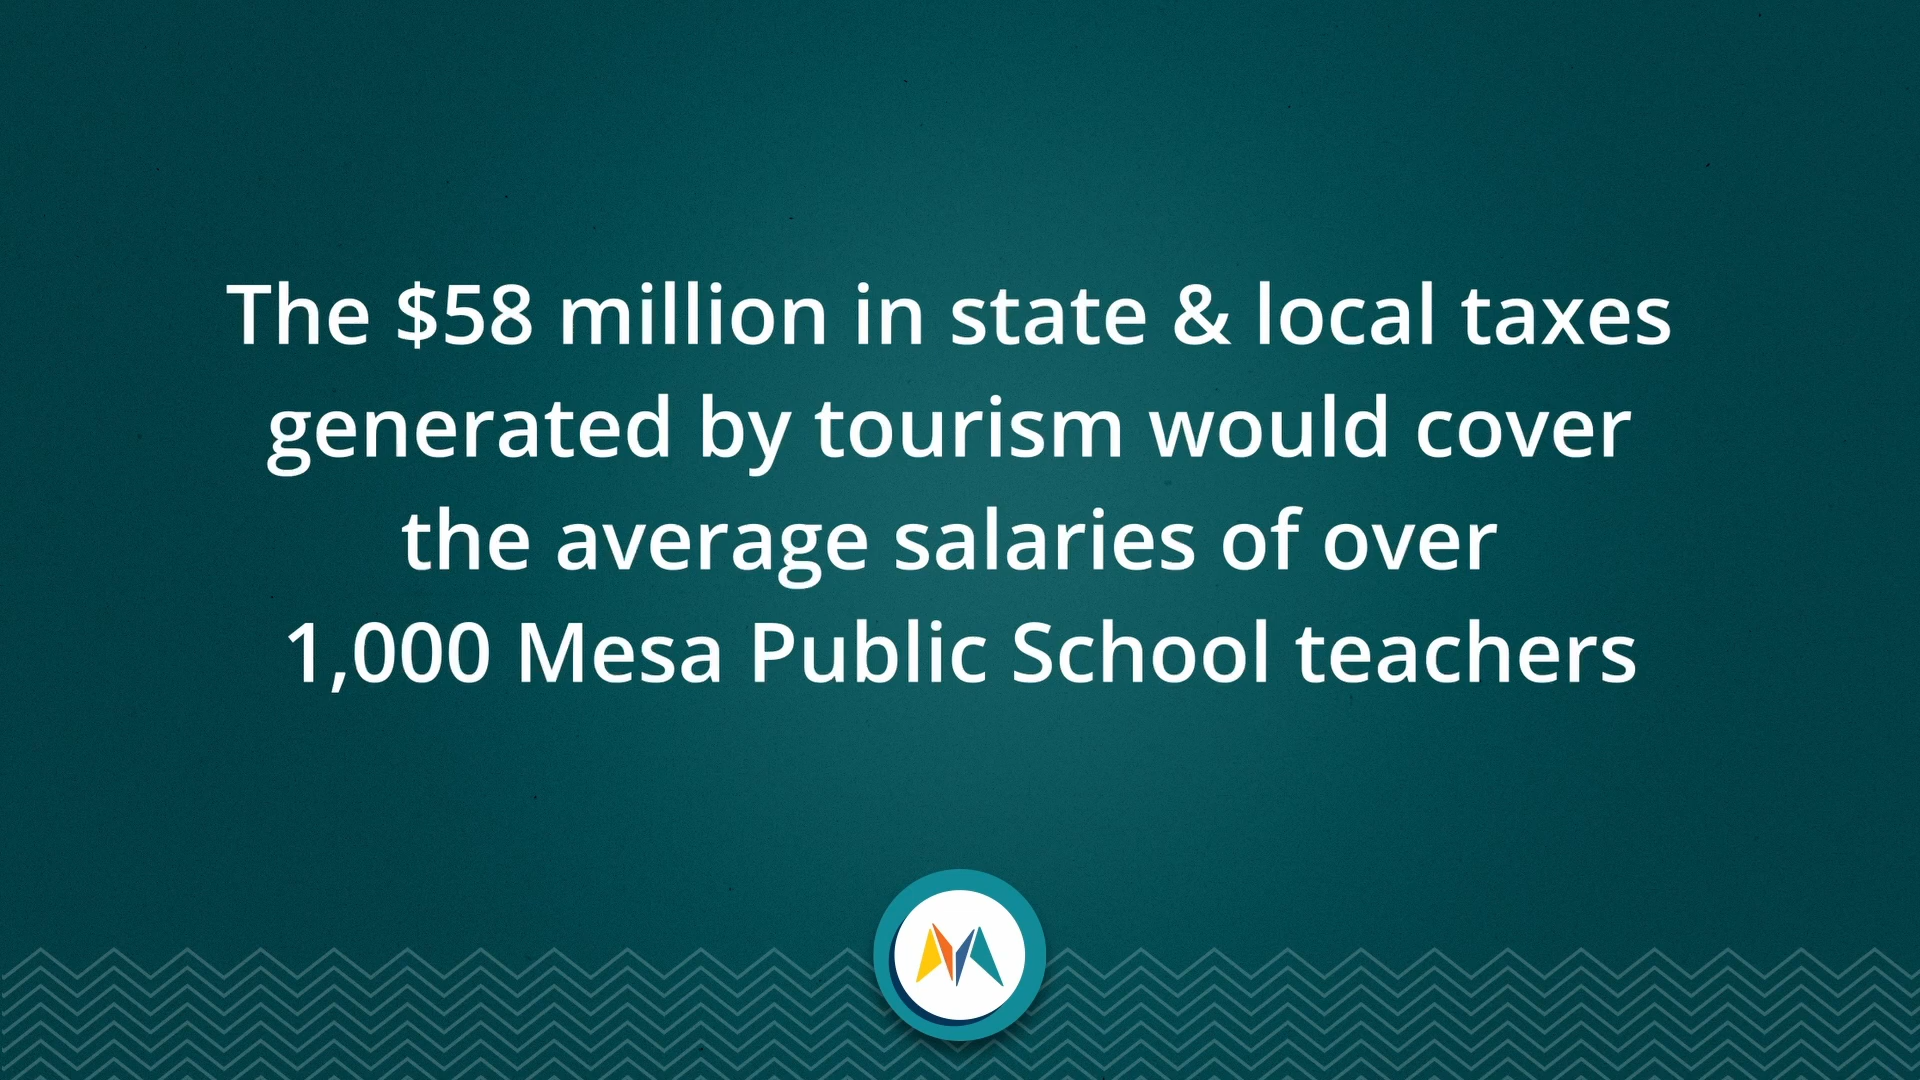 The $58 million in state & local taxes
generated by tourism would cover
the average salaries of over
1,000 Mesa Public School teachers